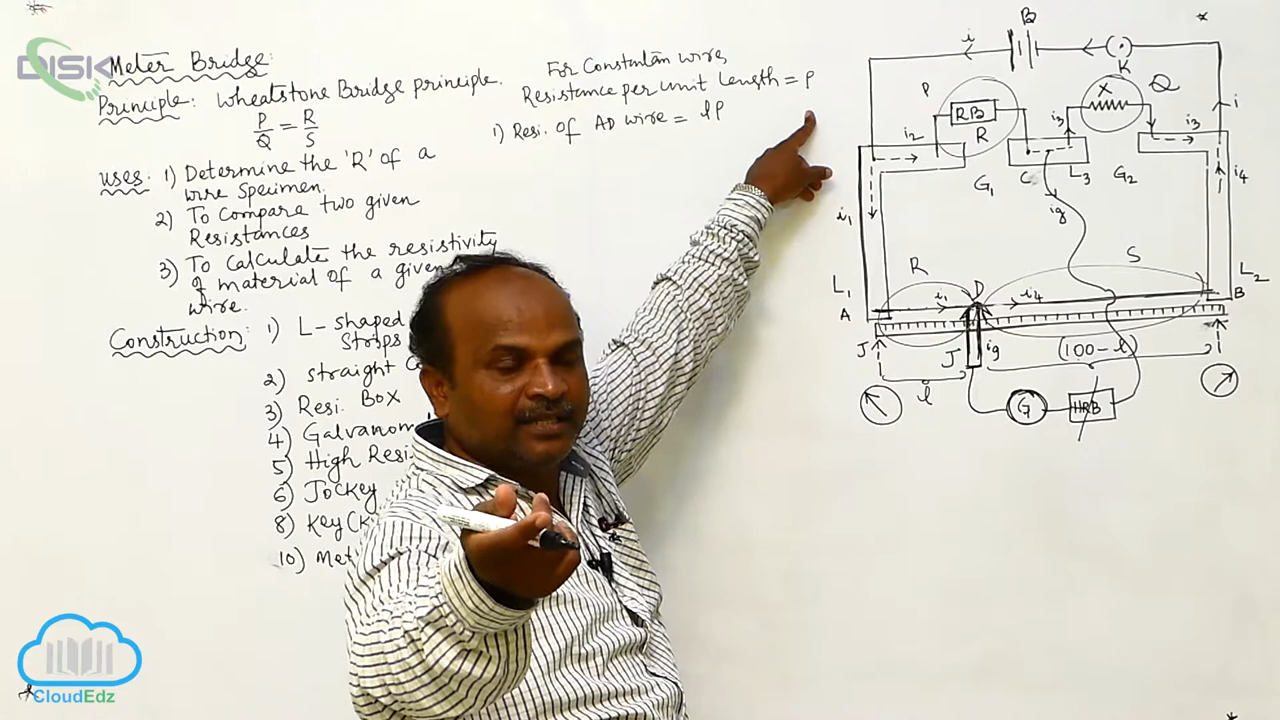 DISK
Meter Bridge:
Principle: Wheatstone Bridge principle.
P/Q = R/S
uses: 1) Determine the 'R' of a
wire Specimen.
2) To compare two given
Resistances
3) To Calculate the resistivity
of material of a given
wire.
Construction: 1) L-shaped
Storps
2) straight
3) Resi. Box
4) Galvanom
5) High Resi
6) Jockey
8) Key (K
10) Met
For Constantan wire,
Resistance per unit Length = ρ
1) Resi. of AD wire = lρ
B
i
K
P
RB
R
X
Q
i
i2
i3
i3
G1
C
L3
G2
i4
i1
ig
R
S
L1
L2
A
i1
D
i4
B
J
J
ig
(100-l)
l
G
HRB
CloudEdz